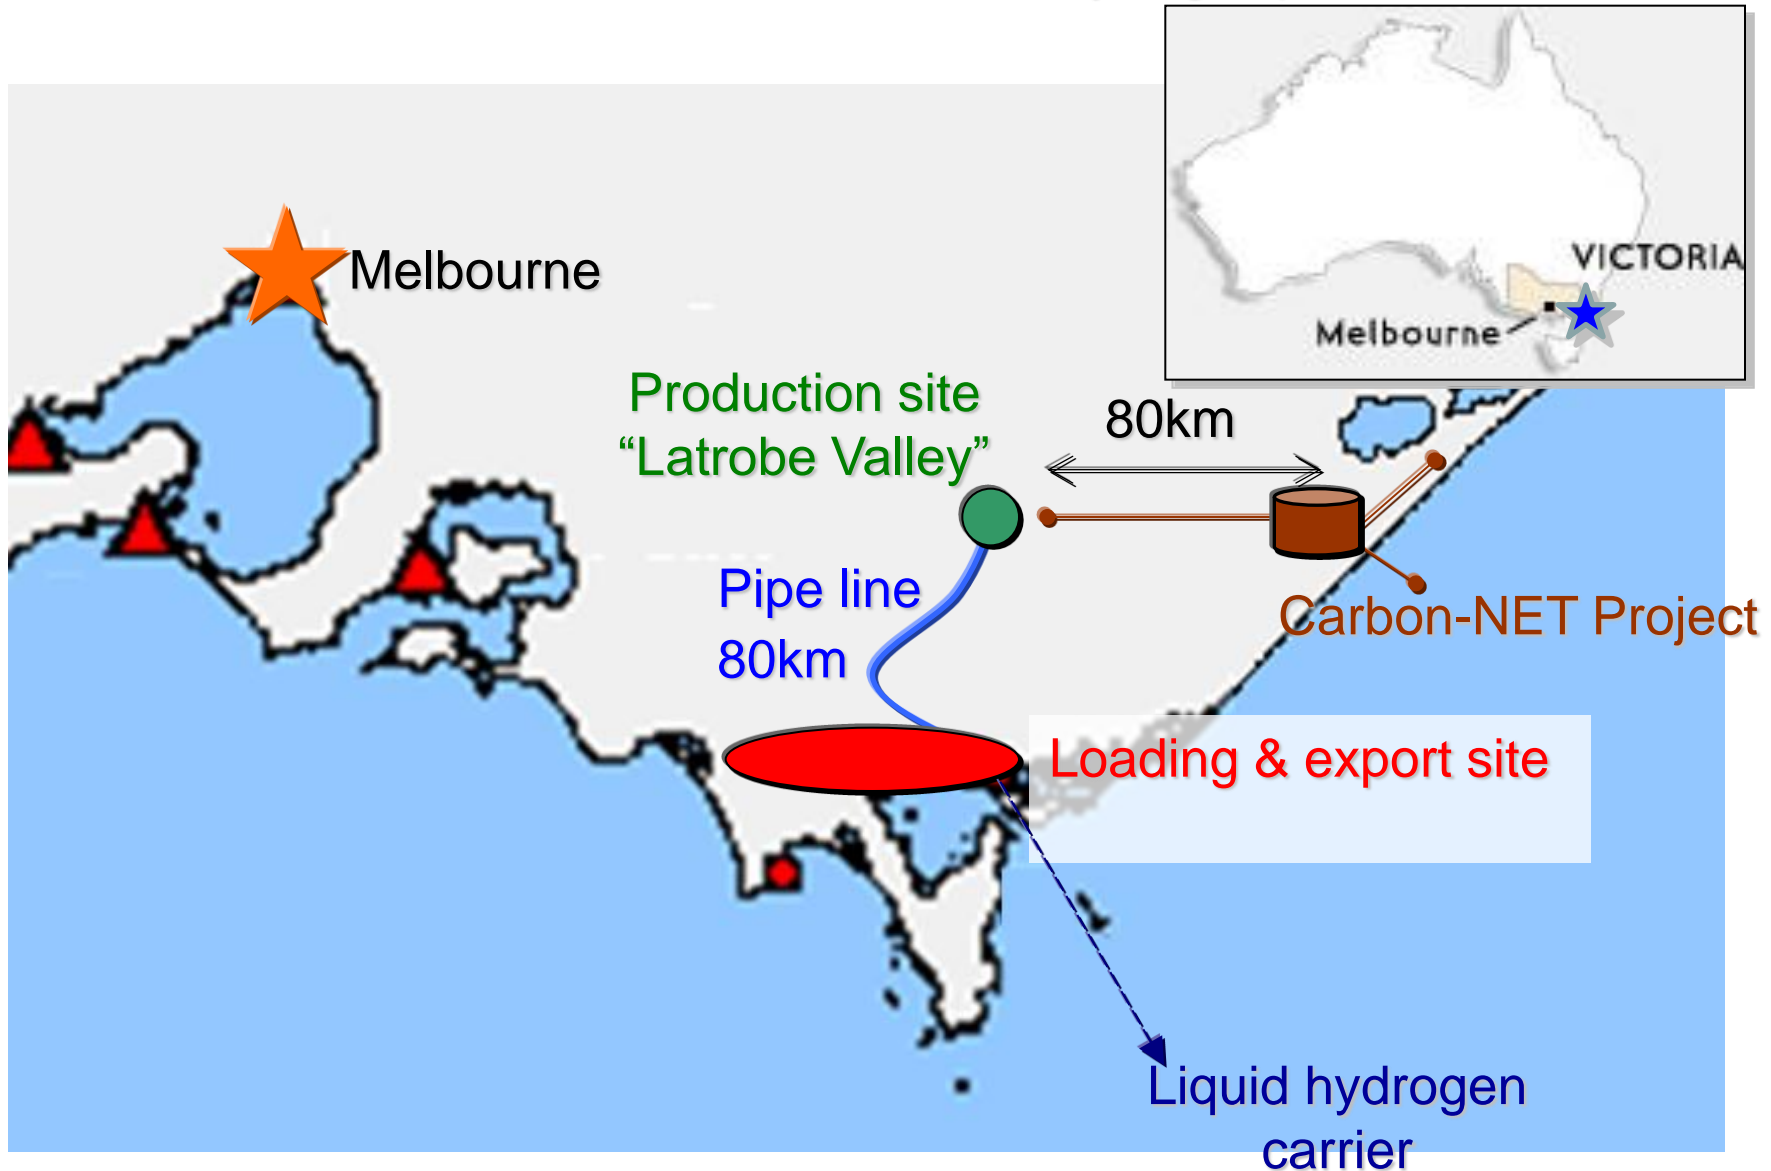 VICTORIA
Melbourne
Melbourne
Production site
“Latrobe Valley”
80km
Pipe line
80km
Carbon-NET Project
Loading & export site
Liquid hydrogen
carrier